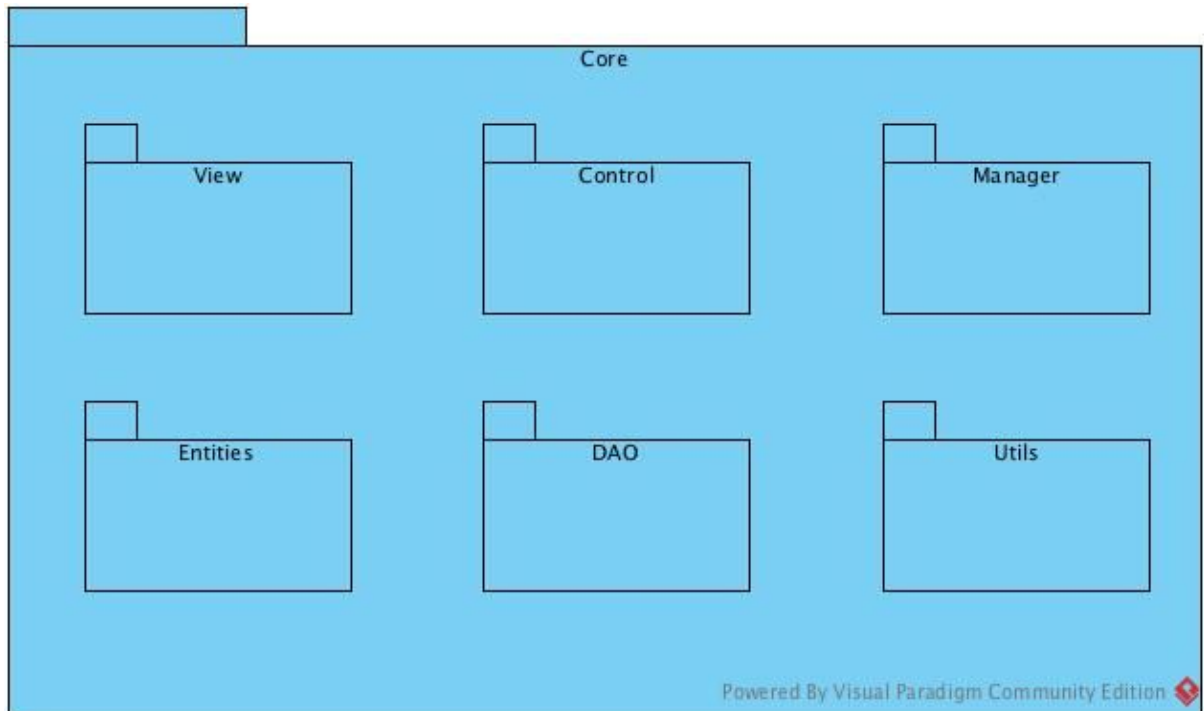 Core
View
Control
Manager
Entities
DAO
Utils
Powered By Visual Paradigm Community Edition